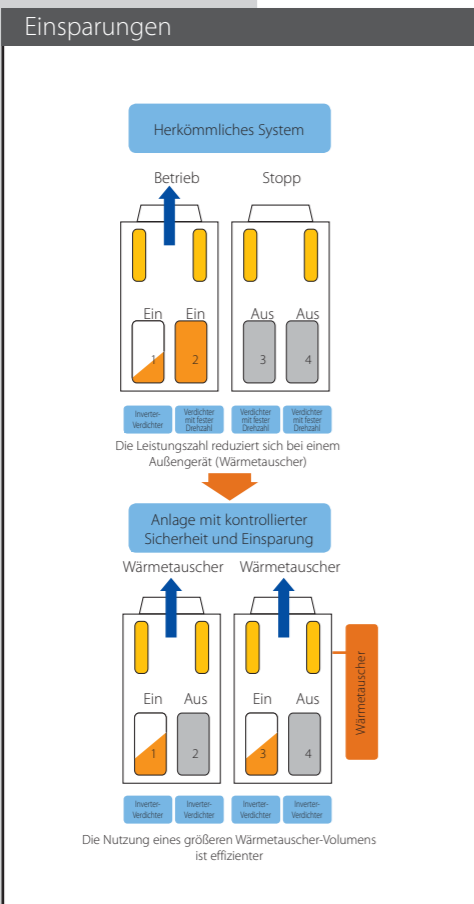 Einsparungen
Herkömmliches System
Betrieb Stopp
Ein Ein Aus Aus
1 2 3 4
Inverter- Verdichter Verdichter Verdichter
Verdichter mit fester mit fester mit fester
Drehzahl Drehzahl Drehzahl
Die Leistungszahl reduziert sich bei einem
Außengerät (Wärmetauscher)
Anlage mit kontrollierter
Sicherheit und Einsparung
Wärmetauscher Wärmetauscher
Wärmetauscher
Ein Aus Ein Aus
1 2 3 4
Inverter- Inverter- Inverter- Inverter-
Verdichter Verdichter Verdichter Verdichter
Die Nutzung eines größeren Wärmetauscher-Volumens
ist effizienter